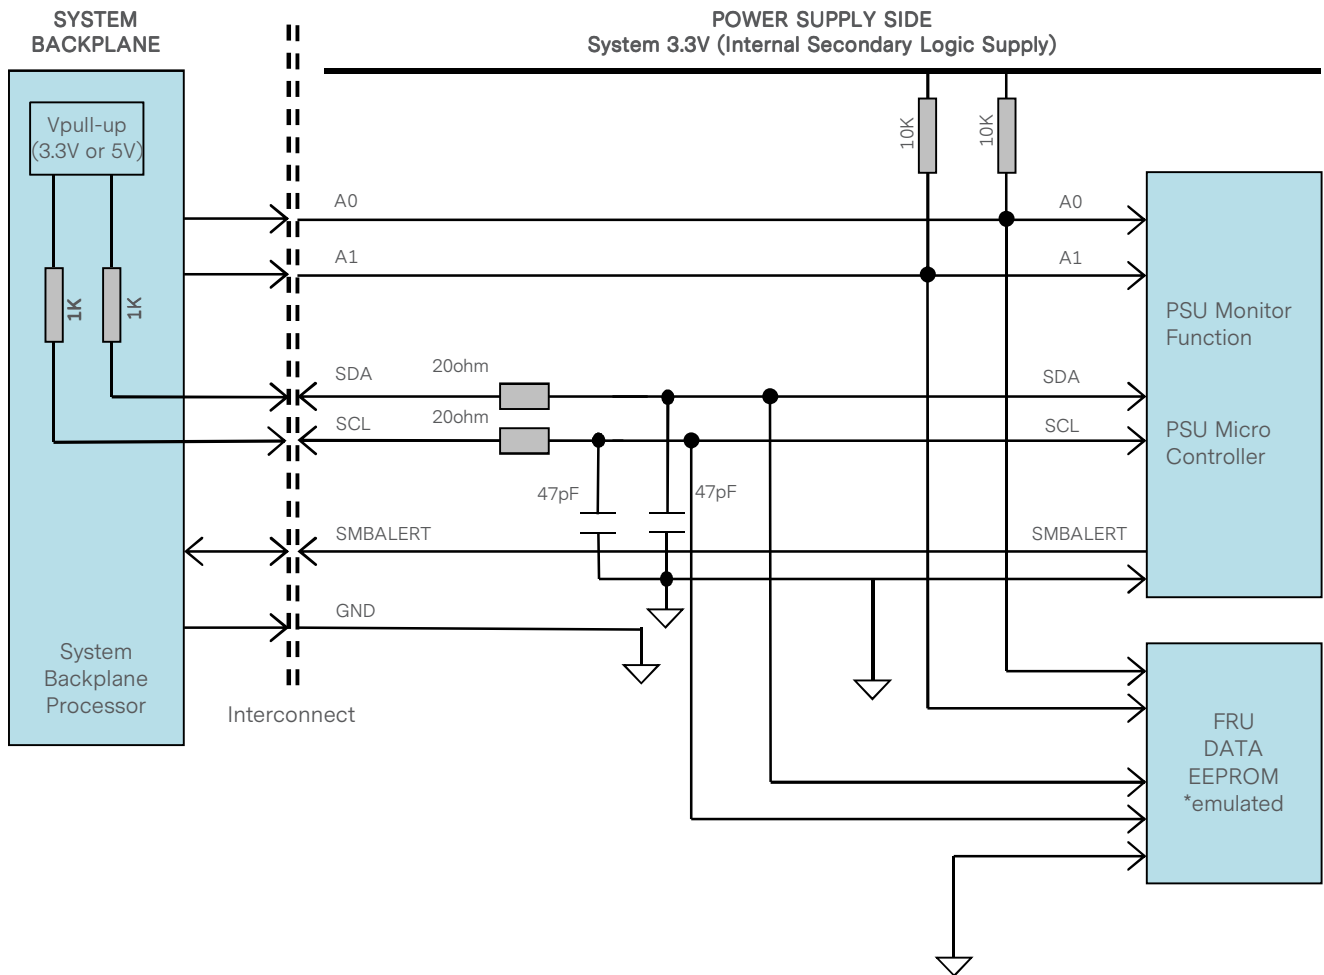 SYSTEM
BACKPLANE
POWER SUPPLY SIDE
System 3.3V (Internal Secondary Logic Supply)
Vpull-up
(3.3V or 5V)
10K
10K
A0
A0
A1
A1
1K
1K
PSU Monitor
Function
SDA
20ohm
SDA
SCL
20ohm
SCL
PSU Micro
Controller
47pF
47pF
SMBALERT
SMBALERT
GND
System
Backplane
Processor
Interconnect
FRU
DATA
EEPROM
*emulated